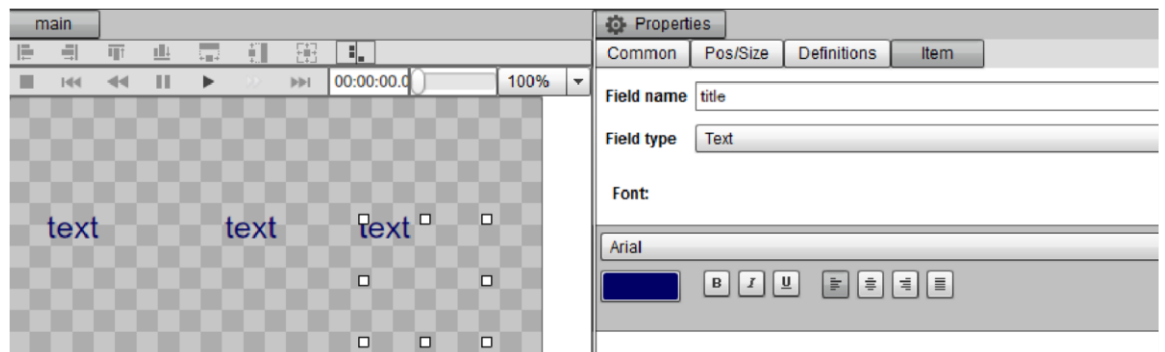 main
00:00:00.0
100%
text text text
Properties
Common Pos/Size Definitions Item
Field name title
Field type Text
Font:
Arial
B I U